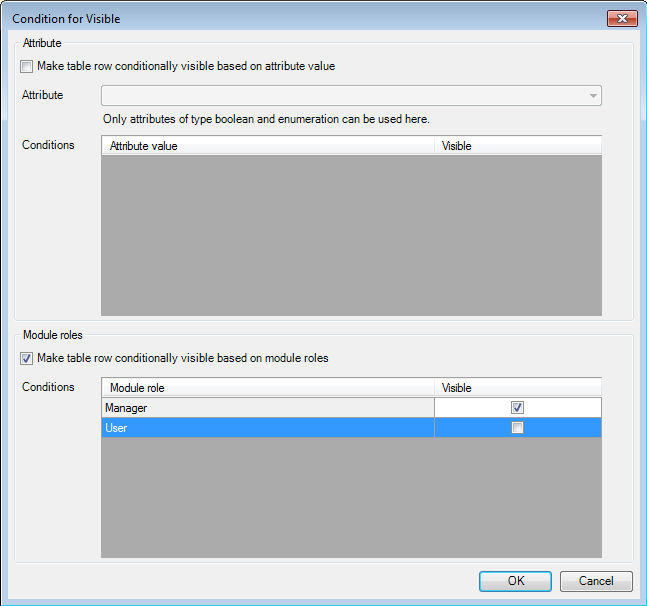 Condition for Visible
Attribute
Make table row conditionally visible based on attribute value
Attribute
Only attributes of type boolean and enumeration can be used here.
Conditions Attribute value Visible
Module roles
Make table row conditionally visible based on module roles
Conditions Module role Visible
Manager
User
OK Cancel